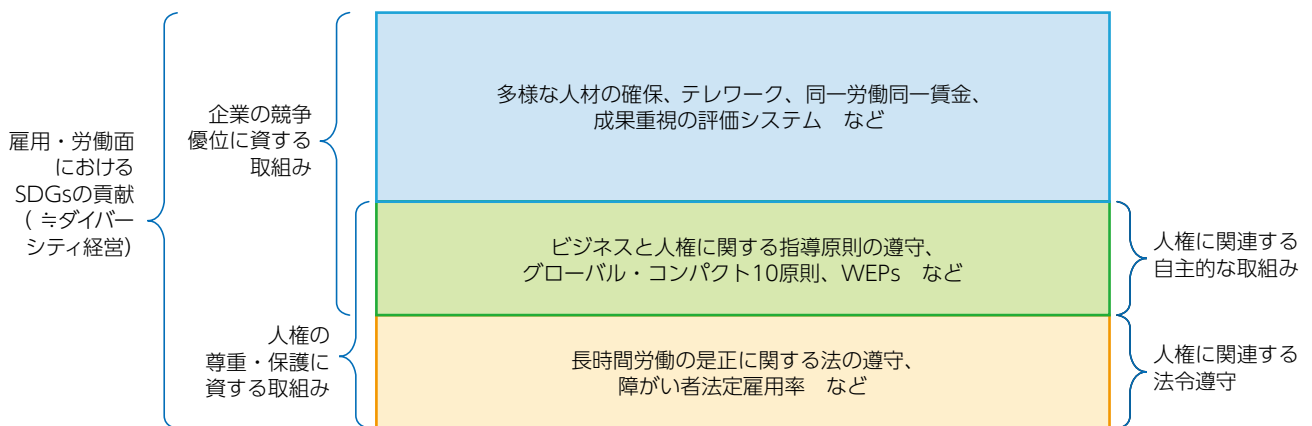 雇用・労働面
における
SDGsの貢献
（ ≒ダイバー
シティ経営）
企業の競争
優位に資する
取組み
人権の
尊重・保護に
資する取組み
多様な人材の確保、テレワーク、同一労働同一賃金、
成果重視の評価システム　など
ビジネスと人権に関する指導原則の遵守、
グローバル・コンパクト10原則、WEPs　など
長時間労働の是正に関する法の遵守、
障がい者法定雇用率　など
人権に関連する
自主的な取組み
人権に関連する
法令遵守